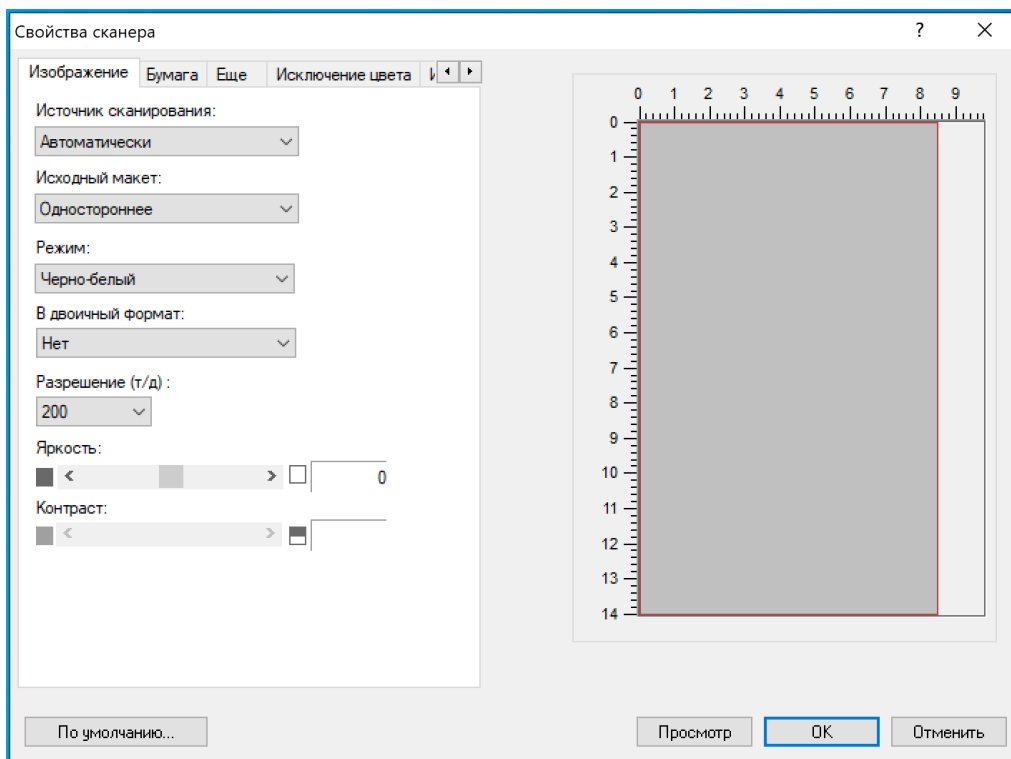 Свойства сканера ?
Изображение Бумага Еще Исключение цвета
Источник сканирования:
Автоматически
Исходный макет:
Одностороннее
Режим:
Черно-белый
В двоичный формат:
Нет
Разрешение (т/д) :
200
Яркость:
0
Контраст:
0 1 2 3 4 5 6 7 8 9
0
1
2
3
4
5
6
7
8
9
10
11
12
13
14
По умолчанию... Просмотр OK Отменить